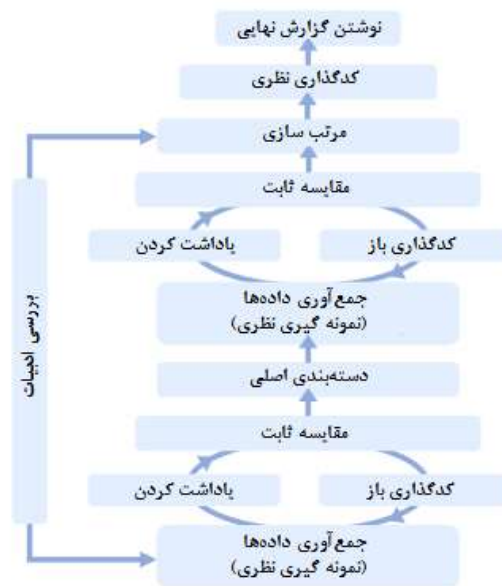 نوشتن گزارش نهایی
کدگذاری نظری
مرتب سازی
مقایسه ثابت
کدگذاری باز
یاداشت کردن
جمع‌آوری داده‌ها
(نمونه گیری نظری)
دسته‌بندی اصلی
مقایسه ثابت
کدگذاری باز
یاداشت کردن
جمع‌آوری داده‌ها
(نمونه گیری نظری)
بررسی ادبیات